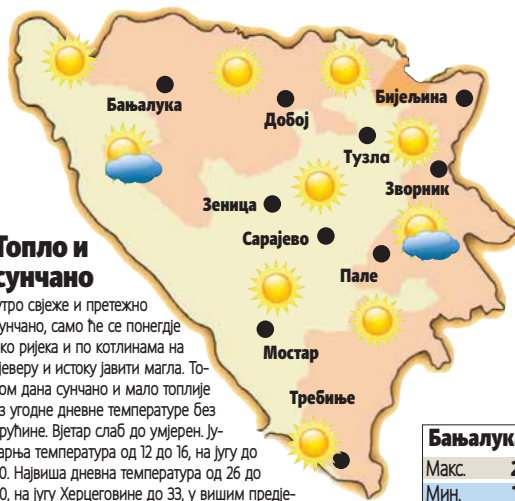 Бањалука
Добој
Бијељина
Тузла
Зворник
Зеница
Сарајево
Пале
Мостар
Требиње
Топло и
сунчано
утро свјеже и претежно
унчано, само ће се понегдје
ко ријека и по котлинама на
јеверу и истоку јавити магла. То-
ом дана сунчано и мало топлије
з угодне дневне температуре без
рућине. Вјетар слаб до умјерен. Ју-
арња температура од 12 до 16, на југу до
0. Највиша дневна температура од 26 до
0, на југу Херцеговине до 33, у вишим предје-
Бањалук
Макс.
Мин.